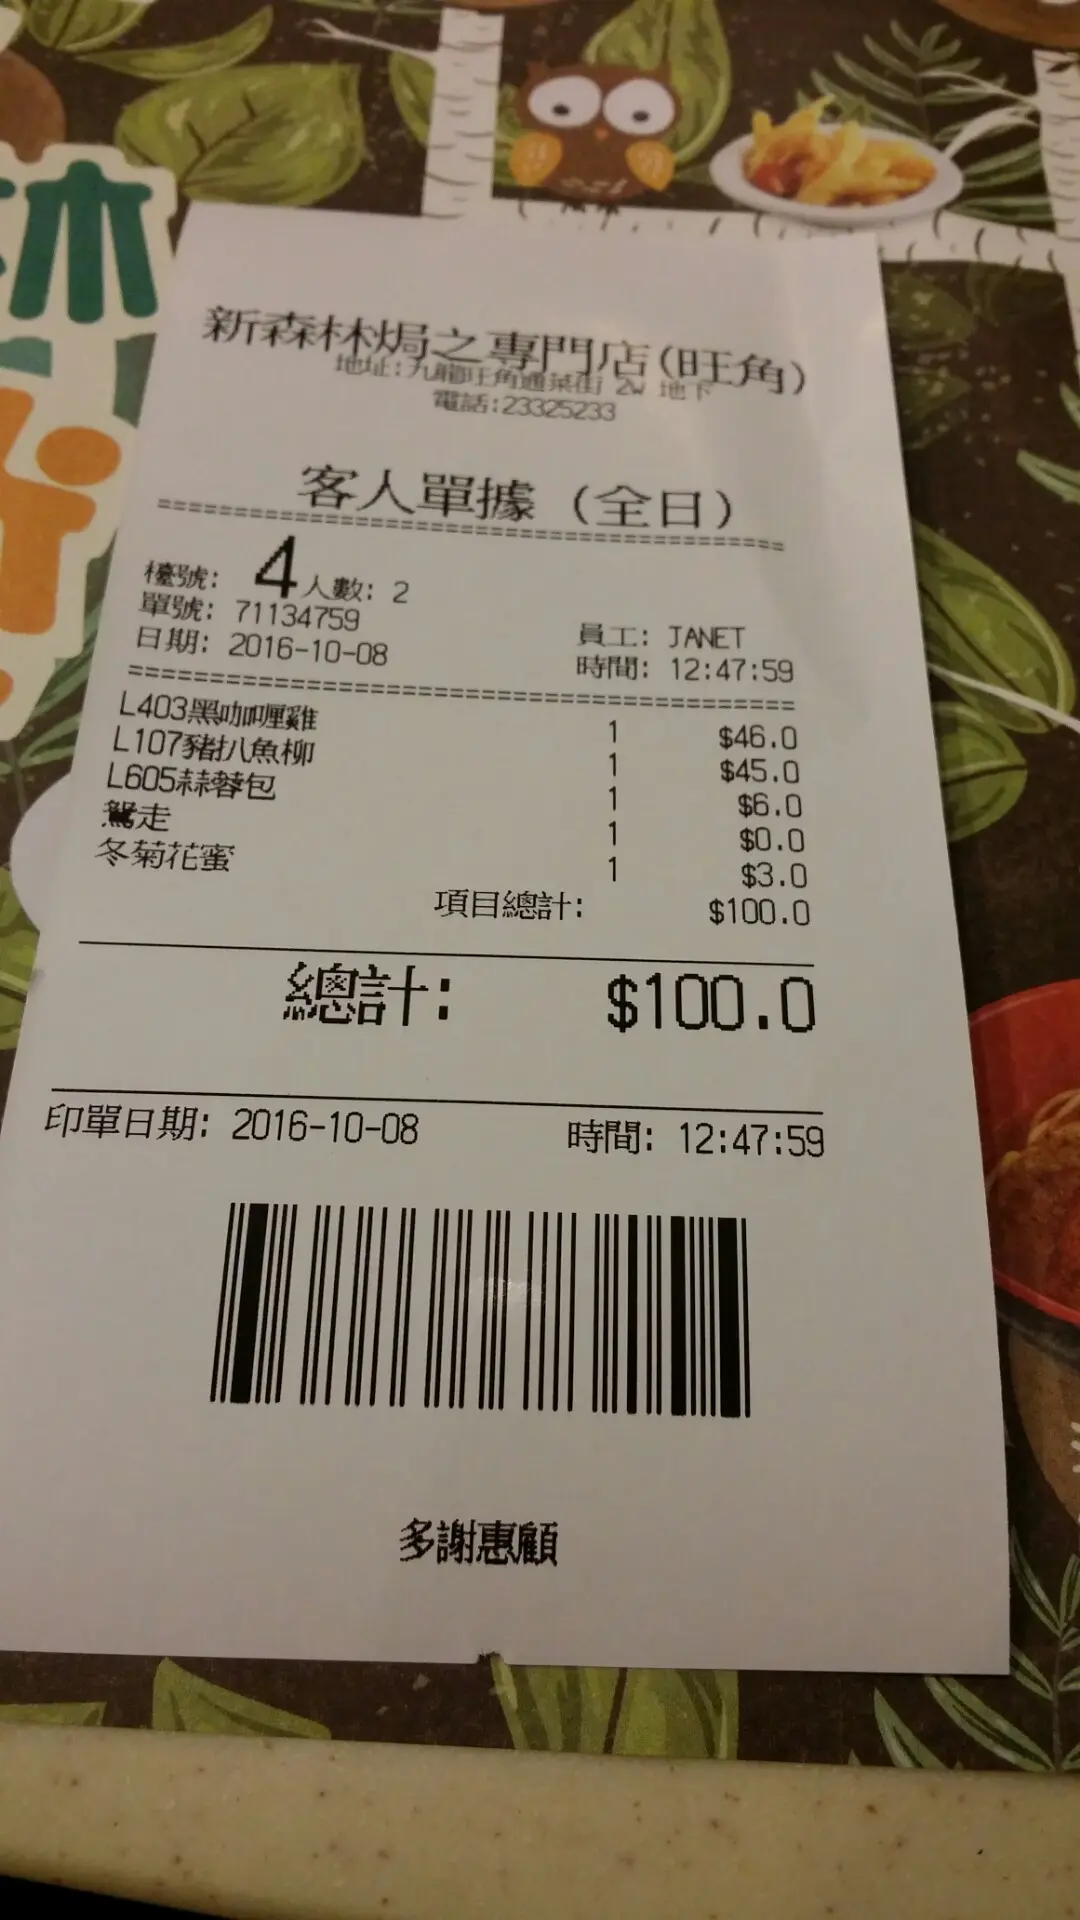 林
新森林焗之專門店(旺角)
地址:九龍旺角通菜街 2W 地下
電話:23325233
客人單據 (全日)
檯號: 4 人數: 2
單號: 71134759 員工: JANET
日期: 2016-10-08 時間: 12:47:59
L403黑咖喱雞 1 $46.0
L107豬扒魚柳 1 $45.0
L605蒜蓉包 1 $6.0
鴛走 1 $0.0
冬菊花蜜 1 $3.0
項目總計: $100.0
總計: $100.0
印單日期: 2016-10-08 時間: 12:47:59
多謝惠顧